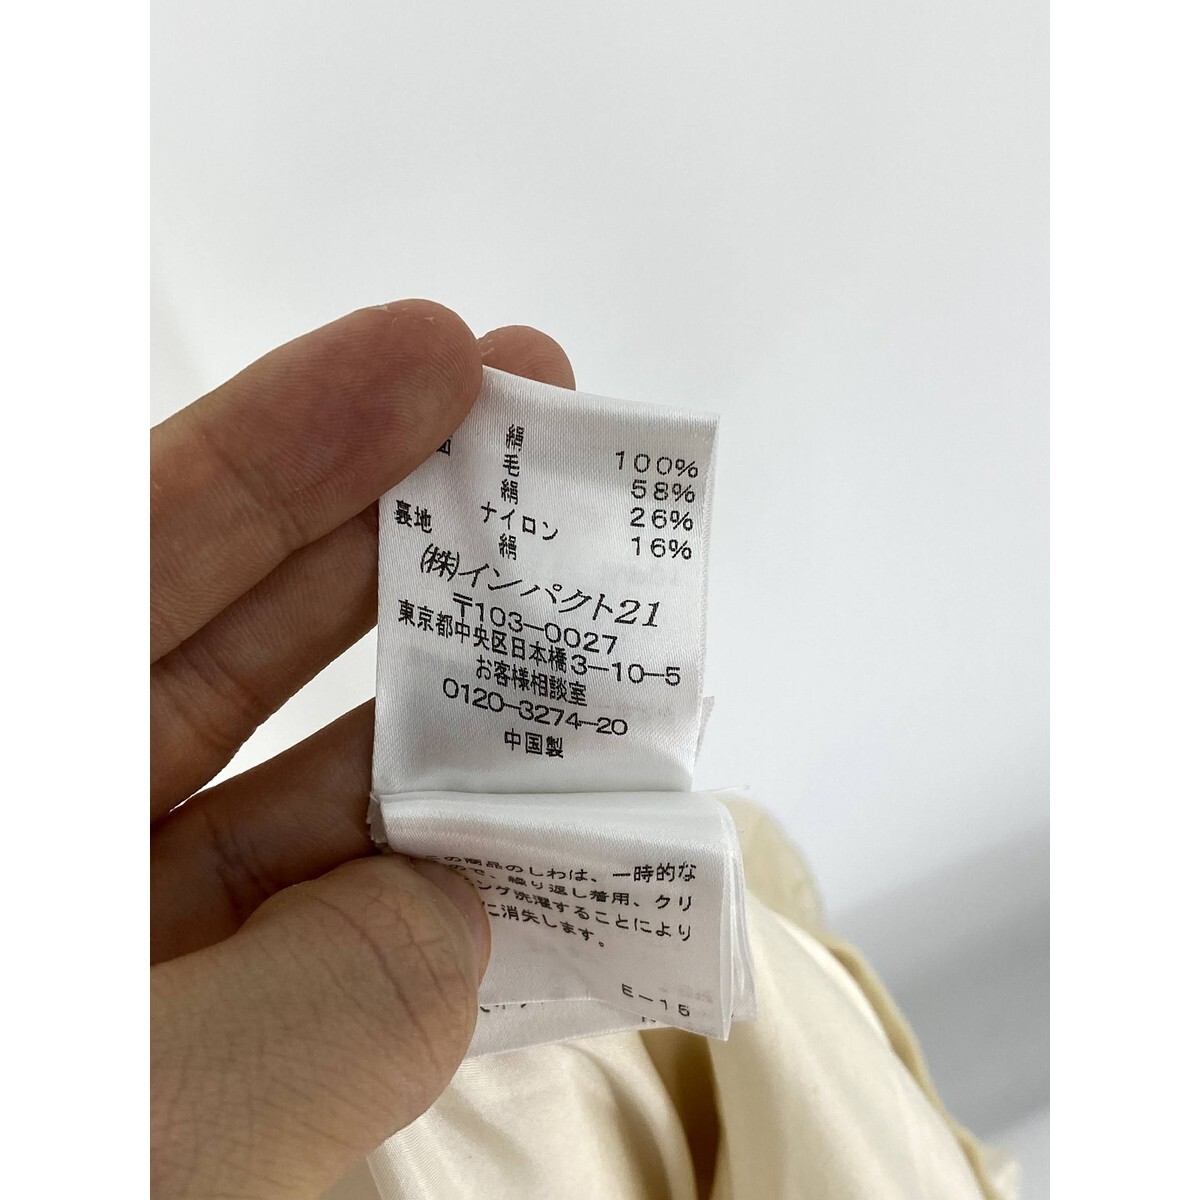 絹 100%
毛 58%
絹 26%
ナイロン 16%
裏地 絹
(株)インパクト21
〒103-0027
東京都中央区日本橋3-10-5
お客様相談室
0120-3274-20
中国製
この商品のしわは、一時的な
ので、繰り返し着用、クリ
ング洗濯することにより
に消失します。
E-15